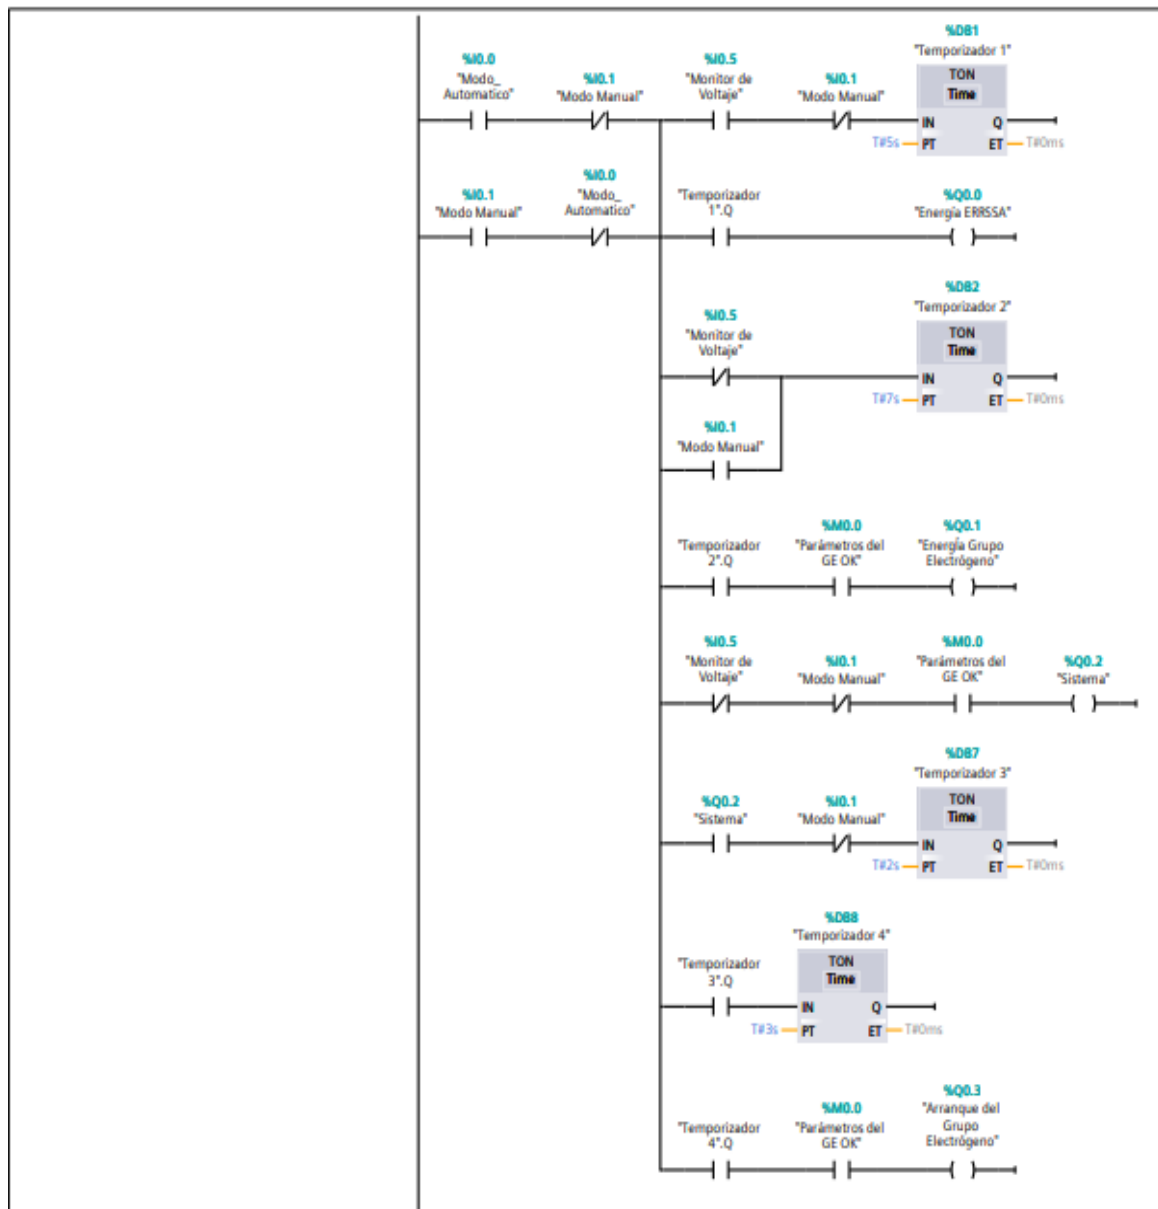 %DB1
"Temporizador 1"
%I0.0
"Modo_
Automatico"
%I0.1
"Modo Manual"
%I0.5
"Monitor de
Voltaje"
%I0.1
"Modo Manual"
TON
Time
IN Q
T#5s PT ET T#0ms
%I0.1
"Modo Manual"
%I0.0
"Modo_
Automatico"
"Temporizador
1".Q
%Q0.0
"Energía ERRSSA"
%DB2
"Temporizador 2"
%I0.5
"Monitor de
Voltaje"
TON
Time
IN Q
T#7s PT ET T#0ms
%I0.1
"Modo Manual"
"Temporizador
2".Q
%M0.0
"Parámetros del
GE OK"
%Q0.1
"Energía Grupo
Electrógeno"
%I0.5
"Monitor de
Voltaje"
%I0.1
"Modo Manual"
%M0.0
"Parámetros del
GE OK"
%Q0.2
"Sistema"
%DB7
"Temporizador 3"
%Q0.2
"Sistema"
%I0.1
"Modo Manual"
TON
Time
IN Q
T#2s PT ET T#0ms
%DB8
"Temporizador 4"
"Temporizador
3".Q
TON
Time
IN Q
T#3s PT ET T#0ms
"Temporizador
4".Q
%M0.0
"Parámetros del
GE OK"
%Q0.3
"Arranque del
Grupo
Electrógeno"